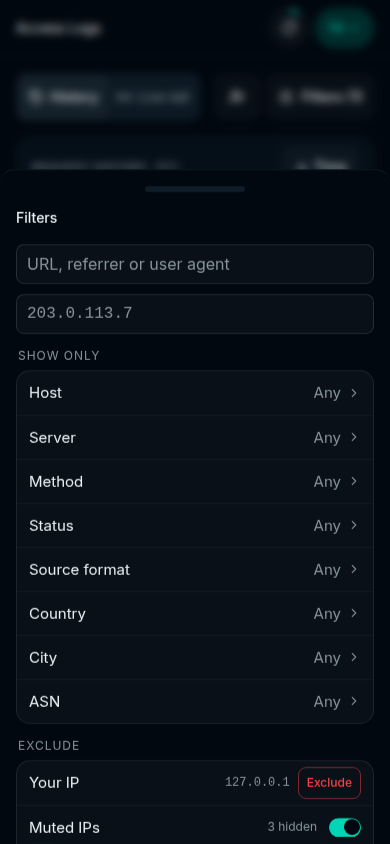 Access Logs
Filters
URL, referrer or user agent
203.0.113.7
SHOW ONLY
Host Any
Server Any
Method Any
Status Any
Source format Any
Country Any
City Any
ASN Any
EXCLUDE
Your IP 127.0.0.1 Exclude
Muted IPs 3 hidden